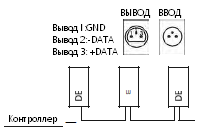 ВЫВОД ВВОД
Вывод 1:GND
Вывод 2:-DATA
Вывод 3: +DATA
DE
E
DE
Контроллер